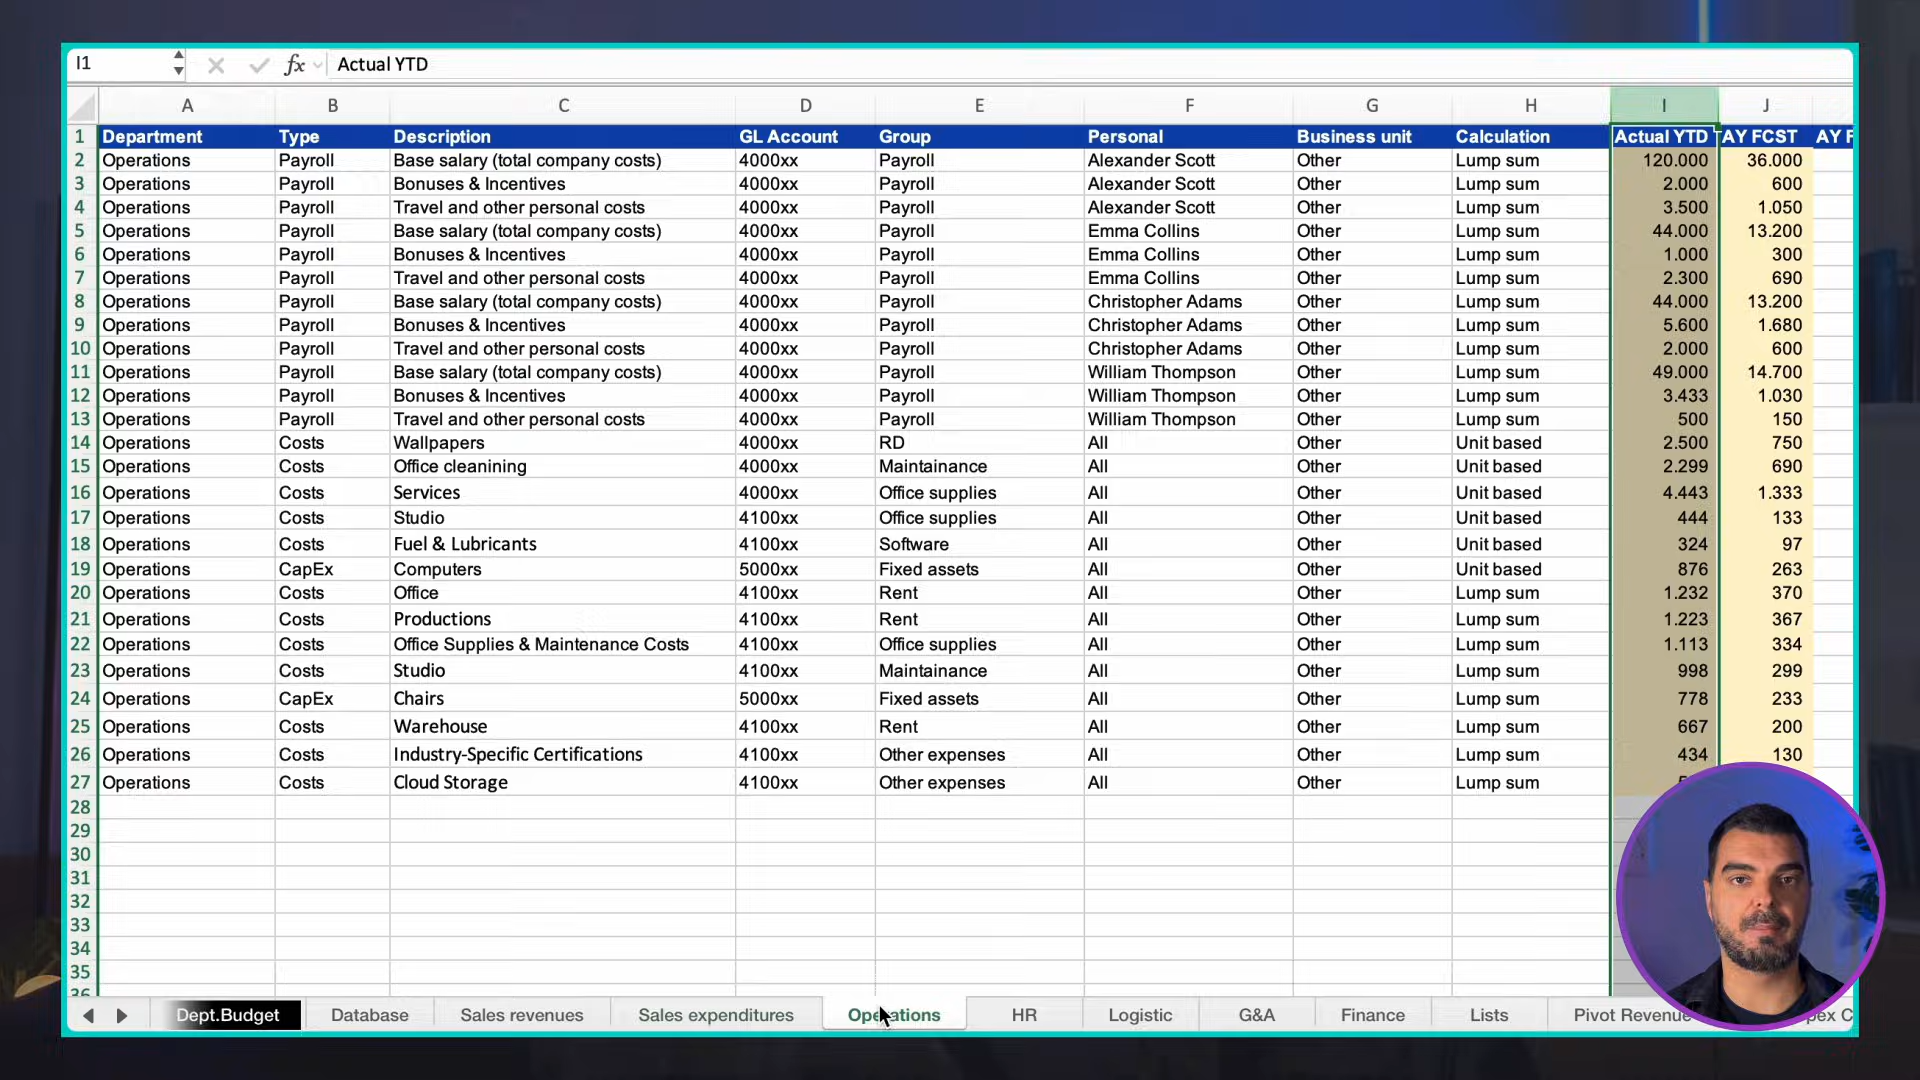 I1 fx Actual YTD
A B C D E F G H I J
1 Department Type Description GL Account Group Personal Business unit Calculation Actual YTD AY FCST AY F
2 Operations Payroll Base salary (total company costs) 4000xx Payroll Alexander Scott Other Lump sum 120.000 36.000
3 Operations Payroll Bonuses & Incentives 4000xx Payroll Alexander Scott Other Lump sum 2.000 600
4 Operations Payroll Travel and other personal costs 4000xx Payroll Alexander Scott Other Lump sum 3.500 1.050
5 Operations Payroll Base salary (total company costs) 4000xx Payroll Emma Collins Other Lump sum 44.000 13.200
6 Operations Payroll Bonuses & Incentives 4000xx Payroll Emma Collins Other Lump sum 1.000 300
7 Operations Payroll Travel and other personal costs 4000xx Payroll Emma Collins Other Lump sum 2.300 690
8 Operations Payroll Base salary (total company costs) 4000xx Payroll Christopher Adams Other Lump sum 44.000 13.200
9 Operations Payroll Bonuses & Incentives 4000xx Payroll Christopher Adams Other Lump sum 5.600 1.680
10 Operations Payroll Travel and other personal costs 4000xx Payroll Christopher Adams Other Lump sum 2.000 600
11 Operations Payroll Base salary (total company costs) 4000xx Payroll William Thompson Other Lump sum 49.000 14.700
12 Operations Payroll Bonuses & Incentives 4000xx Payroll William Thompson Other Lump sum 3.433 1.030
13 Operations Payroll Travel and other personal costs 4000xx Payroll William Thompson Other Lump sum 500 150
14 Operations Costs Wallpapers 4000xx RD All Other Unit based 2.500 750
15 Operations Costs Office cleanining 4000xx Maintainance All Other Unit based 2.299 690
16 Operations Costs Services 4000xx Office supplies All Other Unit based 4.443 1.333
17 Operations Costs Studio 4100xx Office supplies All Other Unit based 444 133
18 Operations Costs Fuel & Lubricants 4100xx Software All Other Unit based 324 97
19 Operations CapEx Computers 5000xx Fixed assets All Other Unit based 876 263
20 Operations Costs Office 4100xx Rent All Other Lump sum 1.232 370
21 Operations Costs Productions 4100xx Rent All Other Lump sum 1.223 367
22 Operations Costs Office Supplies & Maintenance Costs 4100xx Office supplies All Other Lump sum 1.113 334
23 Operations Costs Studio 4100xx Maintainance All Other Lump sum 998 299
24 Operations CapEx Chairs 5000xx Fixed assets All Other Lump sum 778 233
25 Operations Costs Warehouse 4100xx Rent All Other Lump sum 667 200
26 Operations Costs Industry-Specific Certifications 4100xx Other expenses All Other Lump sum 434 130
27 Operations Costs Cloud Storage 4100xx Other expenses All Other Lump sum
28
29
30
31
32
33
34
35
36
Dept.Budget Database Sales revenues Sales expenditures Operations HR Logistic G&A Finance Lists Pivot Revenue pex C